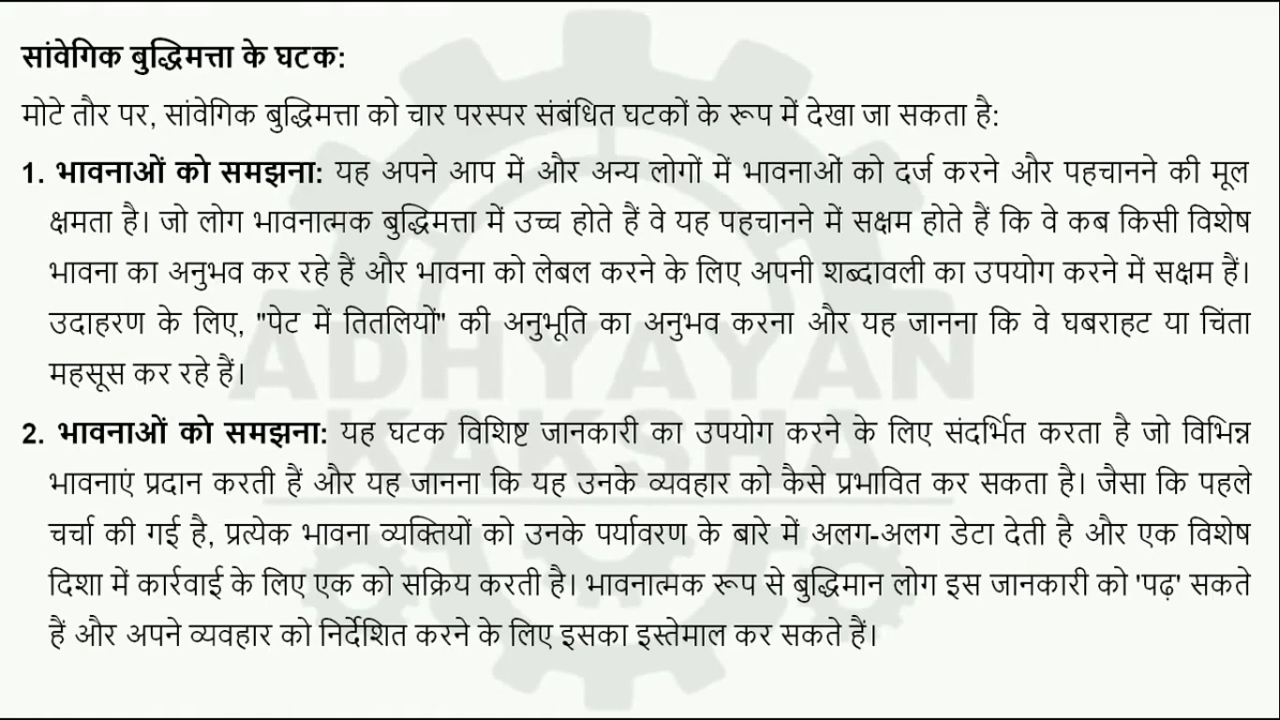 सांवेगिक बुद्धिमत्ता के घटक:
मोटे तौर पर, सांवेगिक बुद्धिमत्ता को चार परस्पर संबंधित घटकों के रूप में देखा जा सकता है:
1. भावनाओं को समझना: यह अपने आप में और अन्य लोगों में भावनाओं को दर्ज करने और पहचानने की मूल
क्षमता है। जो लोग भावनात्मक बुद्धिमत्ता में उच्च होते हैं वे यह पहचानने में सक्षम होते हैं कि वे कब किसी विशेष
भावना का अनुभव कर रहे हैं और भावना को लेबल करने के लिए अपनी शब्दावली का उपयोग करने में सक्षम हैं।
उदाहरण के लिए, "पेट में तितलियों" की अनुभूति का अनुभव करना और यह जानना कि वे घबराहट या चिंता
महसूस कर रहे हैं।
2. भावनाओं को समझना: यह घटक विशिष्ट जानकारी का उपयोग करने के लिए संदर्भित करता है जो विभिन्न
भावनाएं प्रदान करती हैं और यह जानना कि यह उनके व्यवहार को कैसे प्रभावित कर सकता है। जैसा कि पहले
चर्चा की गई है, प्रत्येक भावना व्यक्तियों को उनके पर्यावरण के बारे में अलग-अलग डेटा देती है और एक विशेष
दिशा में कार्रवाई के लिए एक को सक्रिय करती है। भावनात्मक रूप से बुद्धिमान लोग इस जानकारी को 'पढ़' सकते
हैं और अपने व्यवहार को निर्देशित करने के लिए इसका इस्तेमाल कर सकते हैं।
ADHYAYAN
KAKSHA